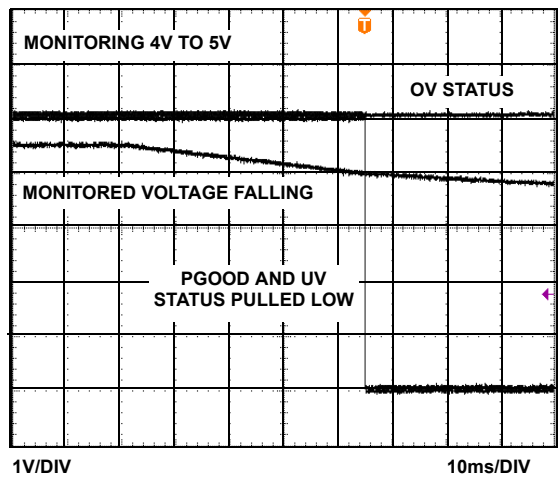 MONITORING 4V TO 5V
T
OV STATUS
MONITORED VOLTAGE FALLING
PGOOD AND UV
STATUS PULLED LOW
1V/DIV
10ms/DIV